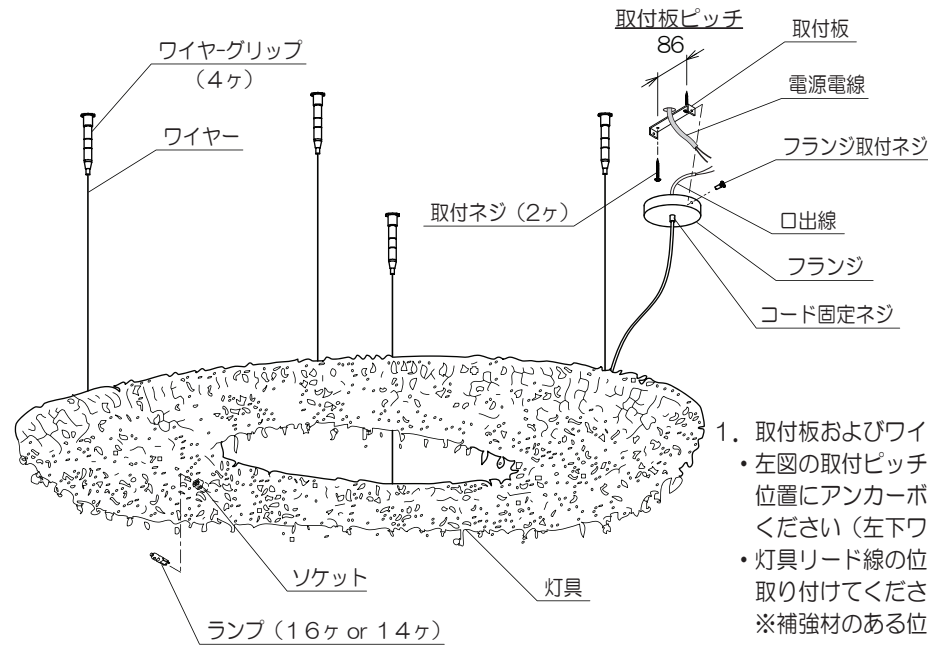 取付板ピッチ
86
取付板
電源電線
フランジ取付ネジ
ワイヤーグリップ
(4ヶ)
ワイヤー
取付ネジ(2ヶ)
口出線
フランジ
コード固定ネジ
ソケット
灯具
ランプ(16ヶ or 14ヶ)
1. 取付板およびワイ
・左図の取付ピッチ
位置にアンカーボ
ください(左下ワ
・灯具リード線の位
取り付けてくださ
※補強材のある位